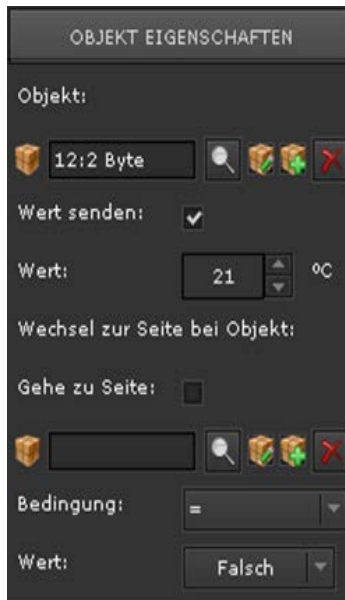 OBJEKT EIGENSCHAFTEN
Objekt:
12:2 Byte
Wert senden:
Wert: 21 ºC
Wechsel zur Seite bei Objekt:
Gehe zu Seite:
Bedingung: =
Wert: Falsch